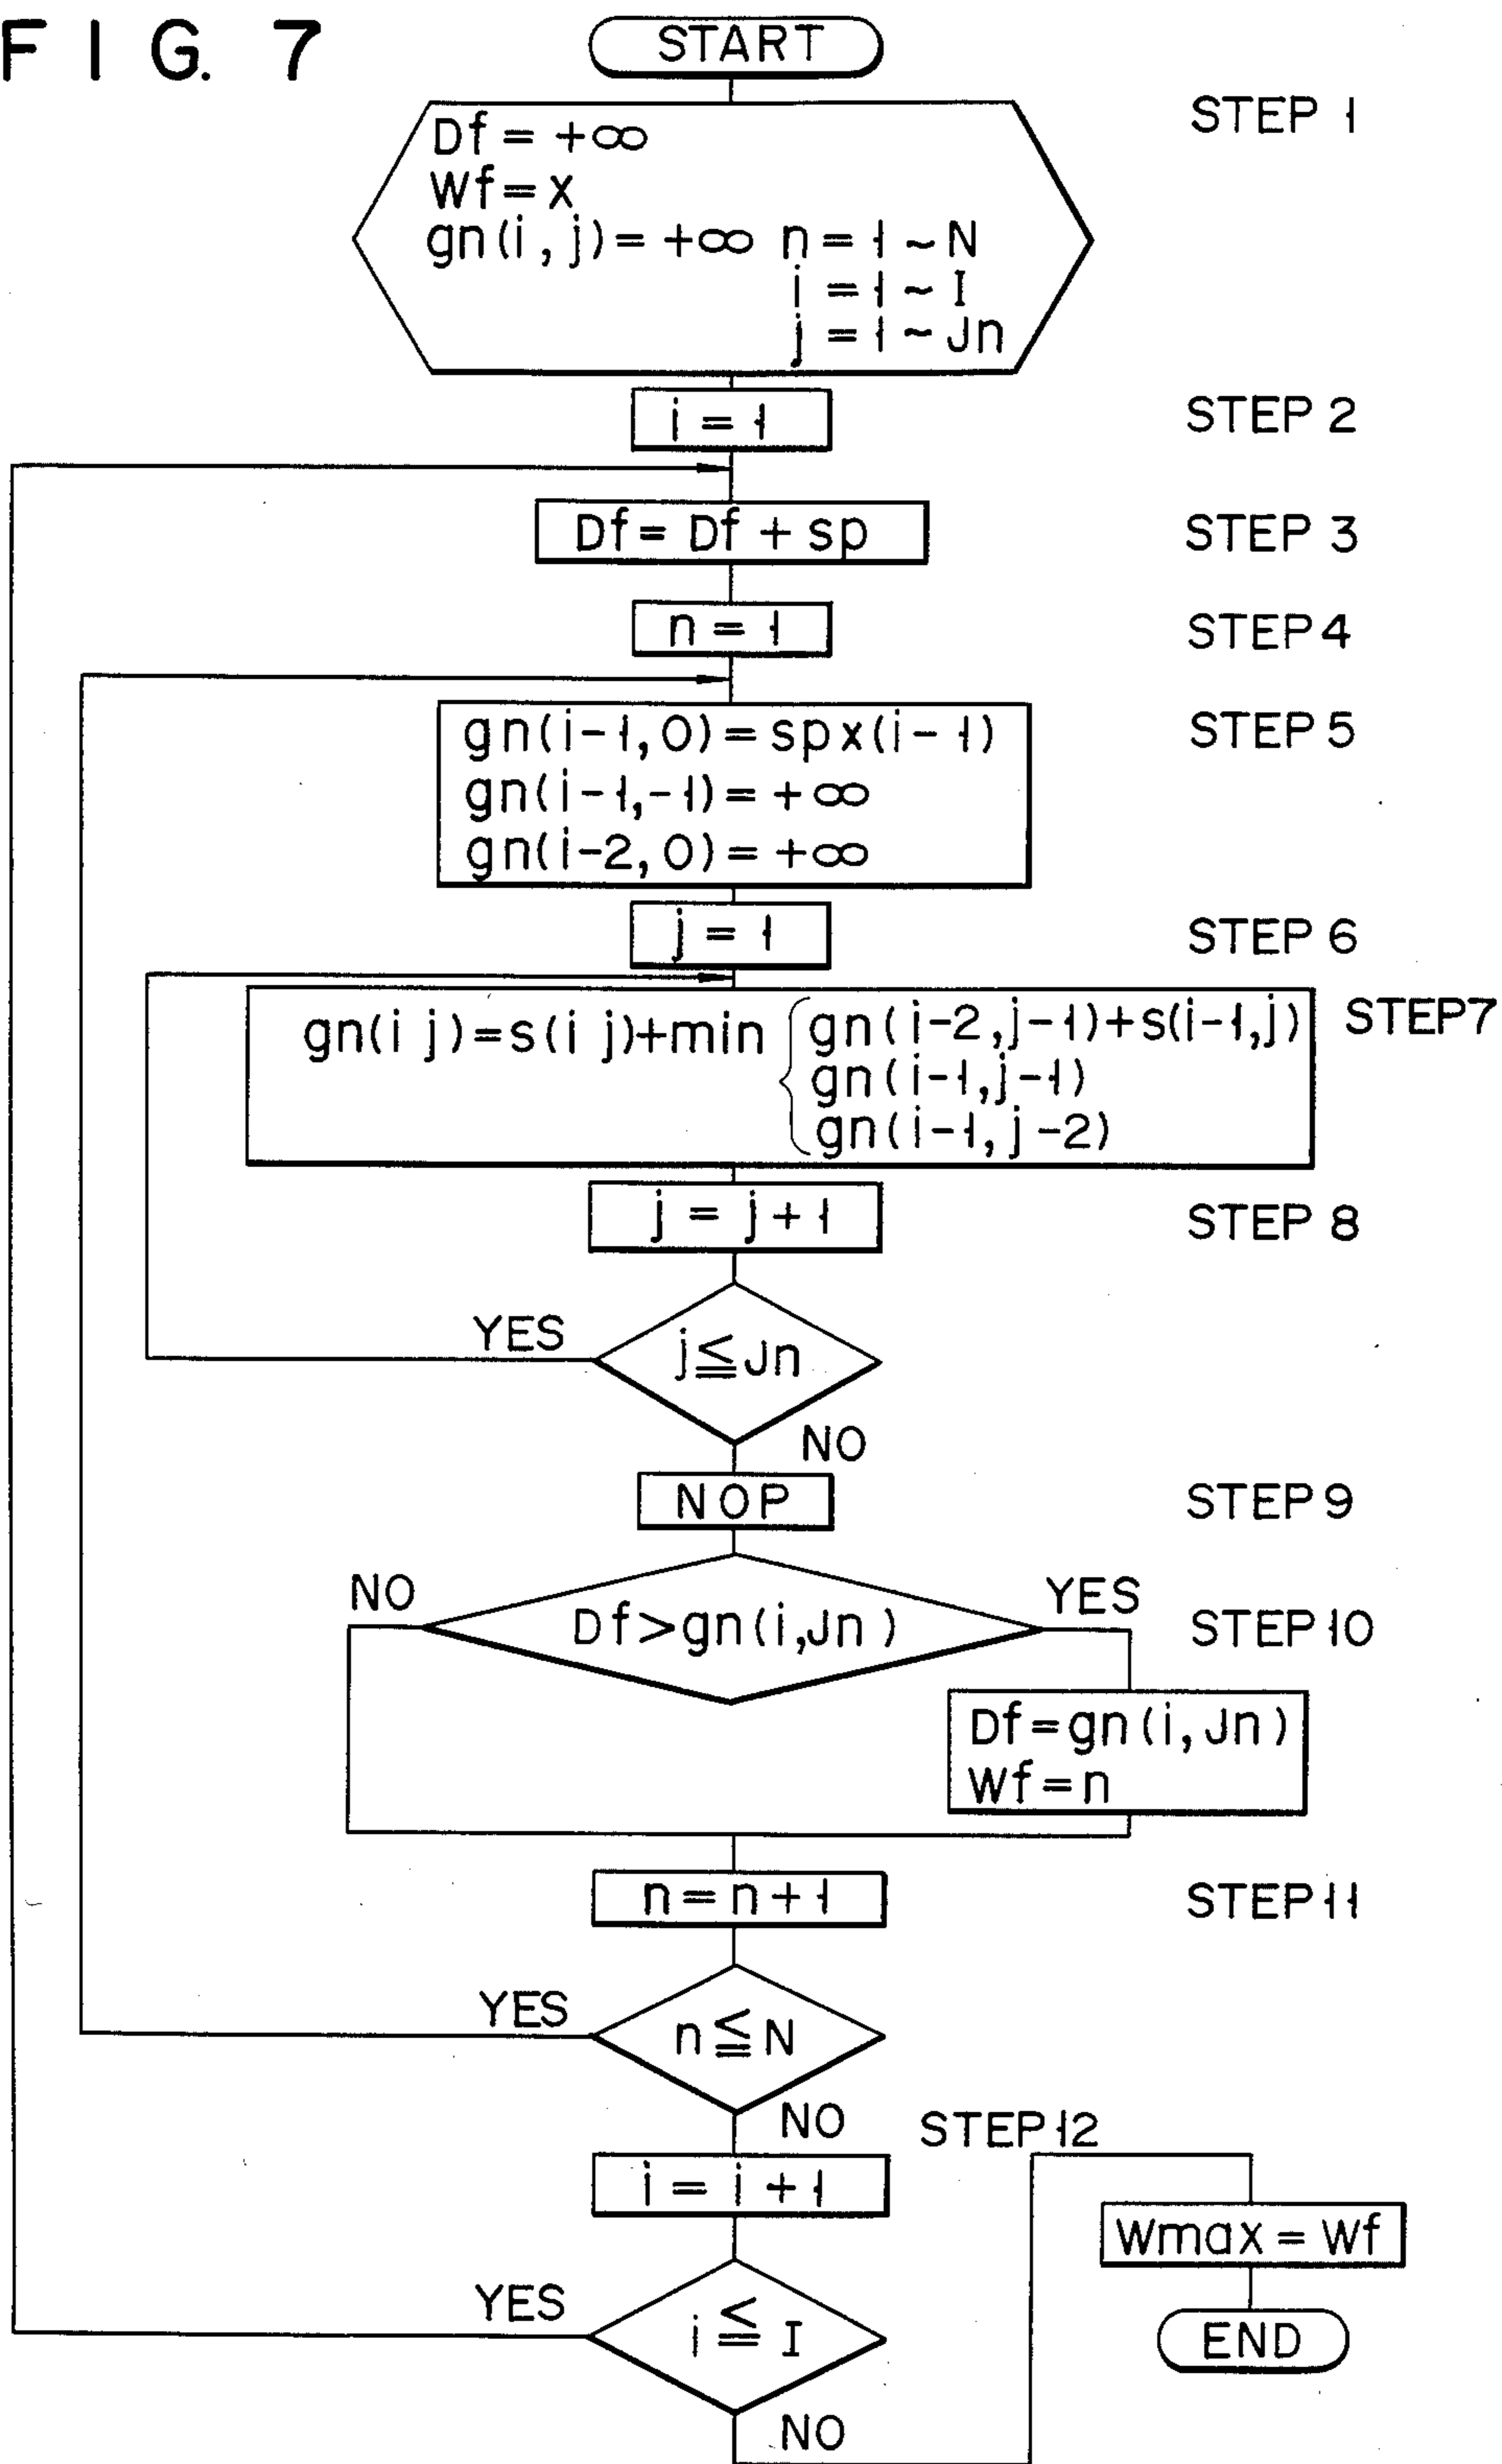 FIG. 7
START
STEP 1
Df = +∞
Wf = x
gn(i, j) = +∞ n = 1 ~ N
i = 1 ~ I
j = 1 ~ Jn
i = 1
STEP 2
Df = Df + sp
STEP 3
n = 1
STEP 4
gn(i-1, 0) = sp x (i - 1)
gn(i-1, -1) = +∞
gn(i-2, 0) = +∞
STEP 5
j = 1
STEP 6
gn(i j) = s(i j) + min { gn(i-2, j-1) + s(i-1, j)
gn(i-1, j-1)
gn(i-1, j-2)
STEP 7
j = j + 1
STEP 8
YES
j ≦ Jn
NO
NOP
STEP 9
NO
Df > gn(i, Jn)
YES
STEP 10
Df = gn(i, Jn)
Wf = n
n = n + 1
STEP 11
YES
n ≦ N
NO
STEP 12
i = i + 1
Wmax = Wf
YES
i ≦ I
END
NO